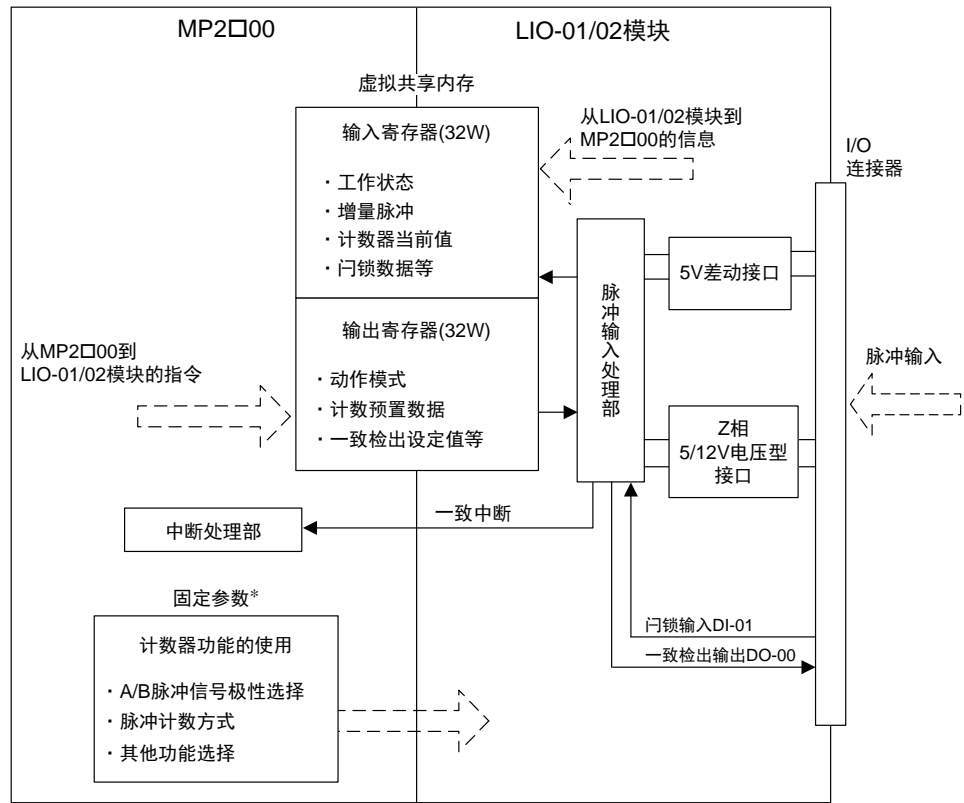 MP2□00
LIO-01/02模块
虚拟共享内存
输入寄存器(32W)
・工作状态
・增量脉冲
・计数器当前值
・闩锁数据等
从LIO-01/02模块到
MP2□00的信息
I/O
连接器
输出寄存器(32W)
・动作模式
・计数预置数据
・一致检出设定值等
从MP2□00到
LIO-01/02模块的指令
脉冲输入处理部
5V差动接口
Z相
5/12V电压型
接口
脉冲输入
中断处理部
一致中断
固定参数*
计数器功能的使用
・A/B脉冲信号极性选择
・脉冲计数方式
・其他功能选择
闩锁输入DI-01
一致检出输出DO-00